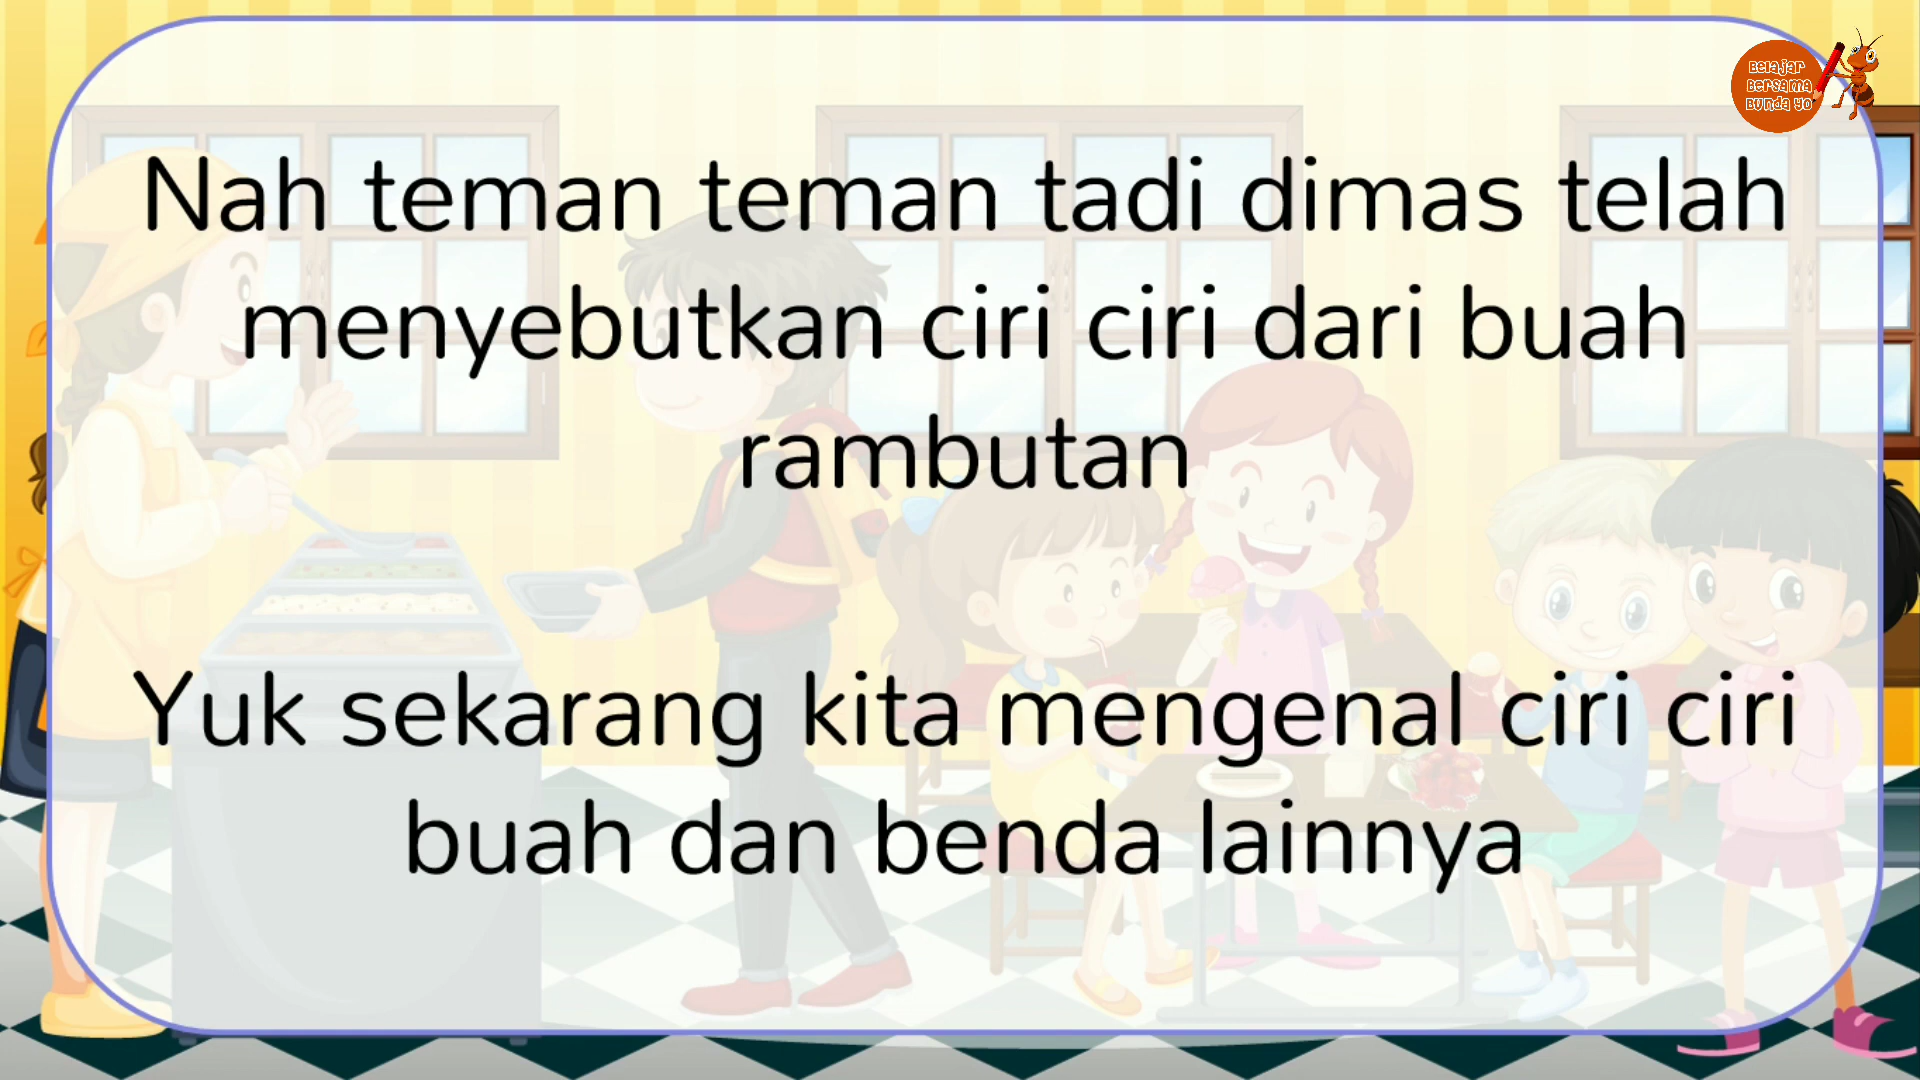 Belajar
Bersama
Bunda Yo
Nah teman teman tadi dimas telah
menyebutkan ciri ciri dari buah
rambutan
Yuk sekarang kita mengenal ciri ciri
buah dan benda lainnya